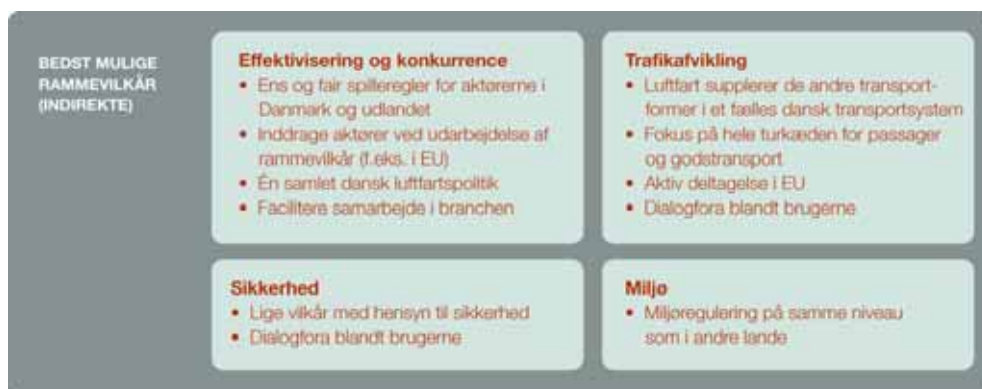 BEDST MULIGE
RAMMEVILKÅR
(INDIREKTE)
Effektivisering og konkurrence
• Ens og fair spilleregler for aktørerne i
Danmark og udlandet
• Inddrage aktører ved udarbejdelse af
rammevilkår (f.eks. i EU)
• Én samlet dansk luftfartspolitik
• Facilitere samarbejde i branchen
Trafikafvikling
• Luftfart supplerer de andre transport-
former i et fælles dansk transportsystem
• Fokus på hele turkæden for passager
og godstransport
• Aktiv deltagelse i EU
• Dialogfora blandt brugerne
Sikkerhed
• Lige vilkår med hensyn til sikkerhed
• Dialogfora blandt brugerne
Miljø
• Miljøregulering på samme niveau
som i andre lande